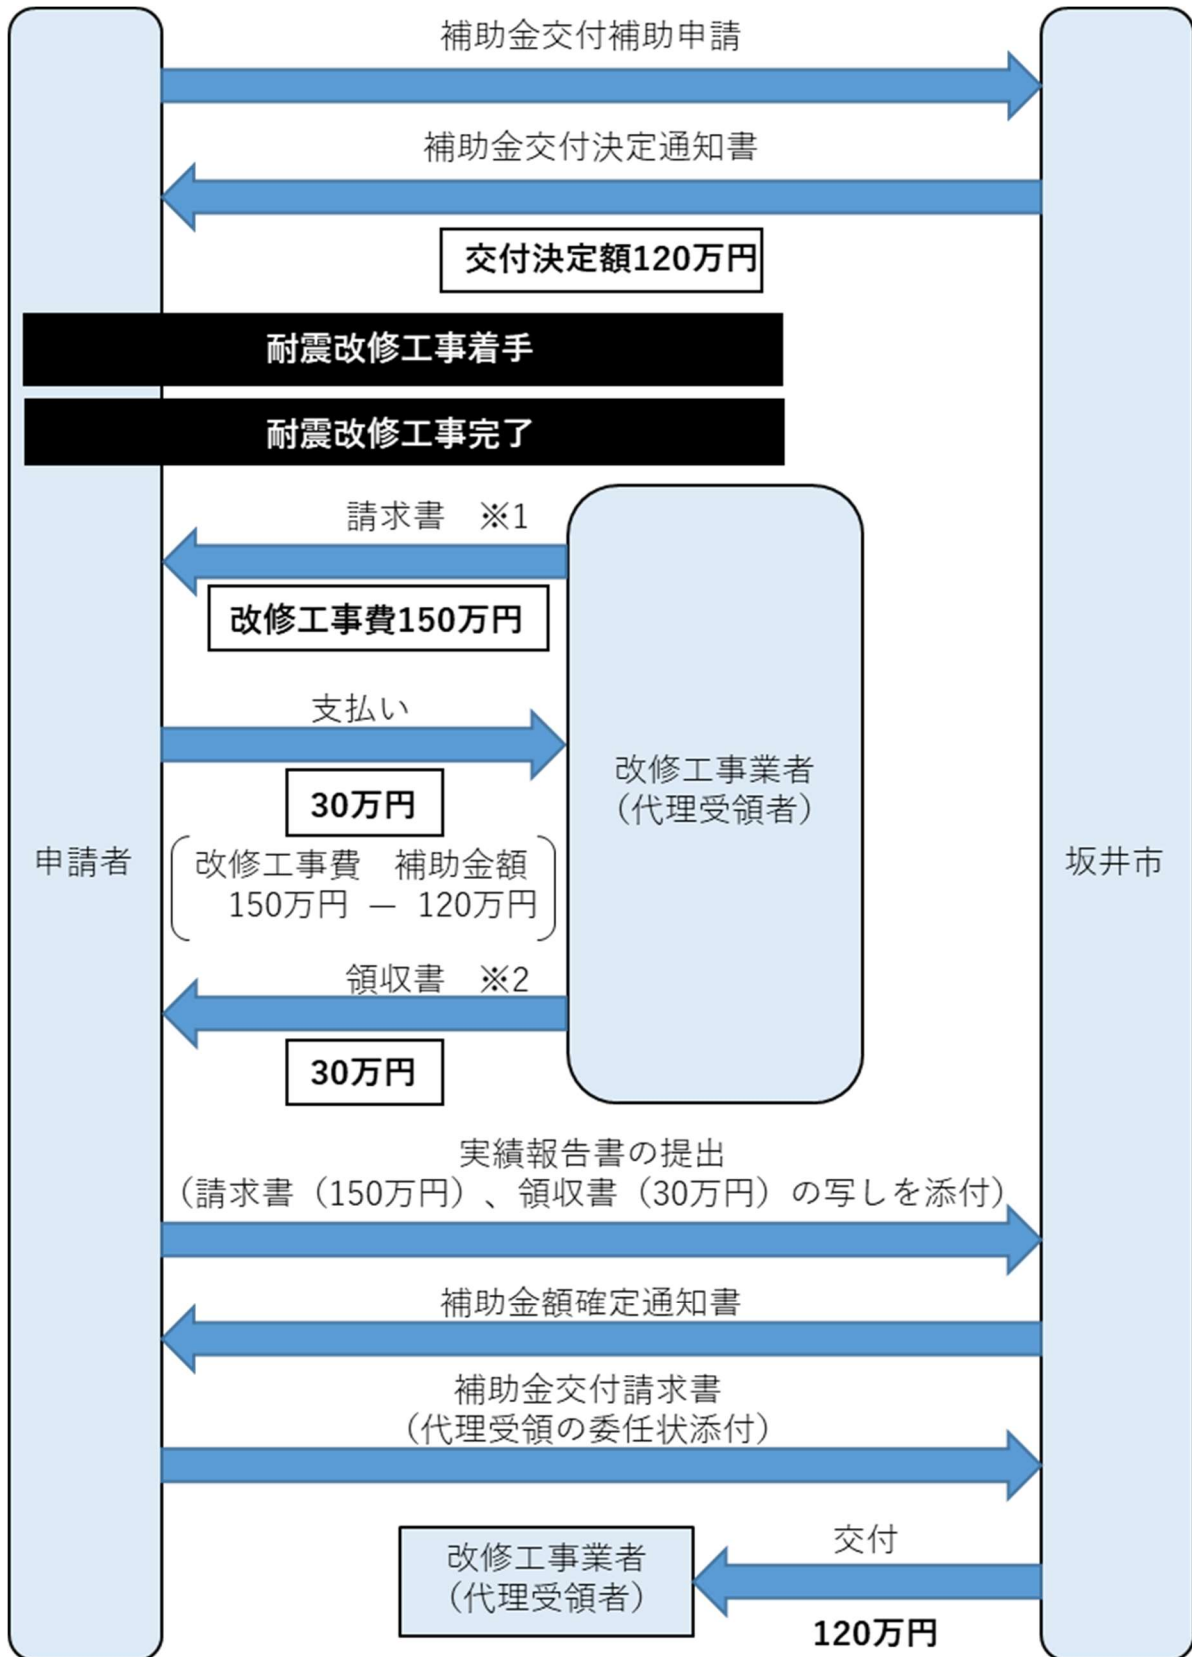 補助金交付補助申請
補助金交付決定通知書
交付決定額120万円
耐震改修工事着手
耐震改修工事完了
請求書　※1
改修工事費150万円
支払い
30万円
改修工事費　補助金額
150万円 － 120万円
改修工事業者
（代理受領者）
申請者
坂井市
領収書　※2
30万円
実績報告書の提出
（請求書（150万円）、領収書（30万円）の写しを添付）
補助金額確定通知書
補助金交付請求書
（代理受領の委任状添付）
交付
改修工事業者
（代理受領者）
120万円